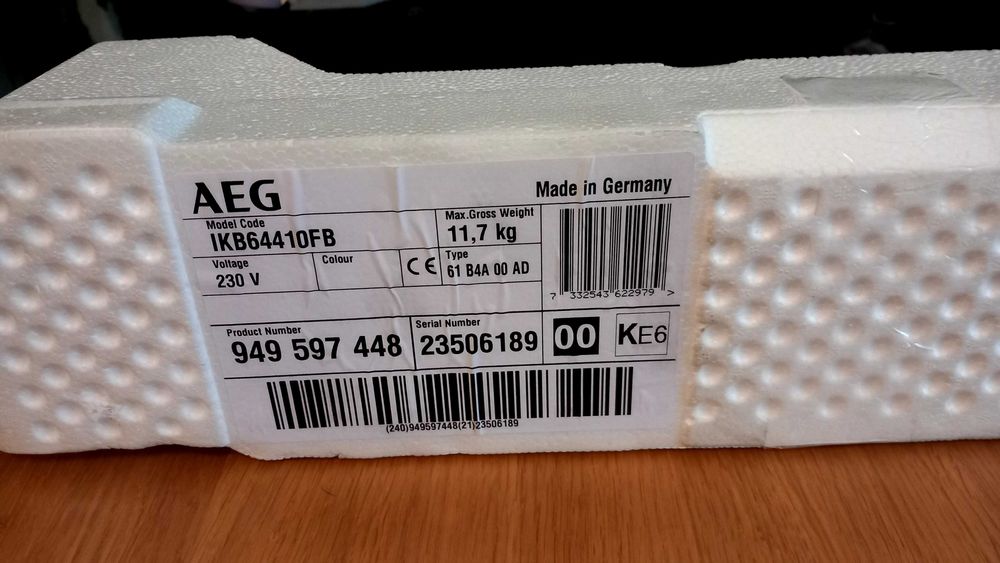 AEG
Made in Germany
Model Code
IKB64410FB
Max.Gross Weight
11,7 kg
Voltage
230 V
Colour
CE
Type
61 B4A 00 AD
7 332543 622979 >
Product Number
949 597 448
Serial Number
23506189
00
KE6
(240)949597448(21)23506189